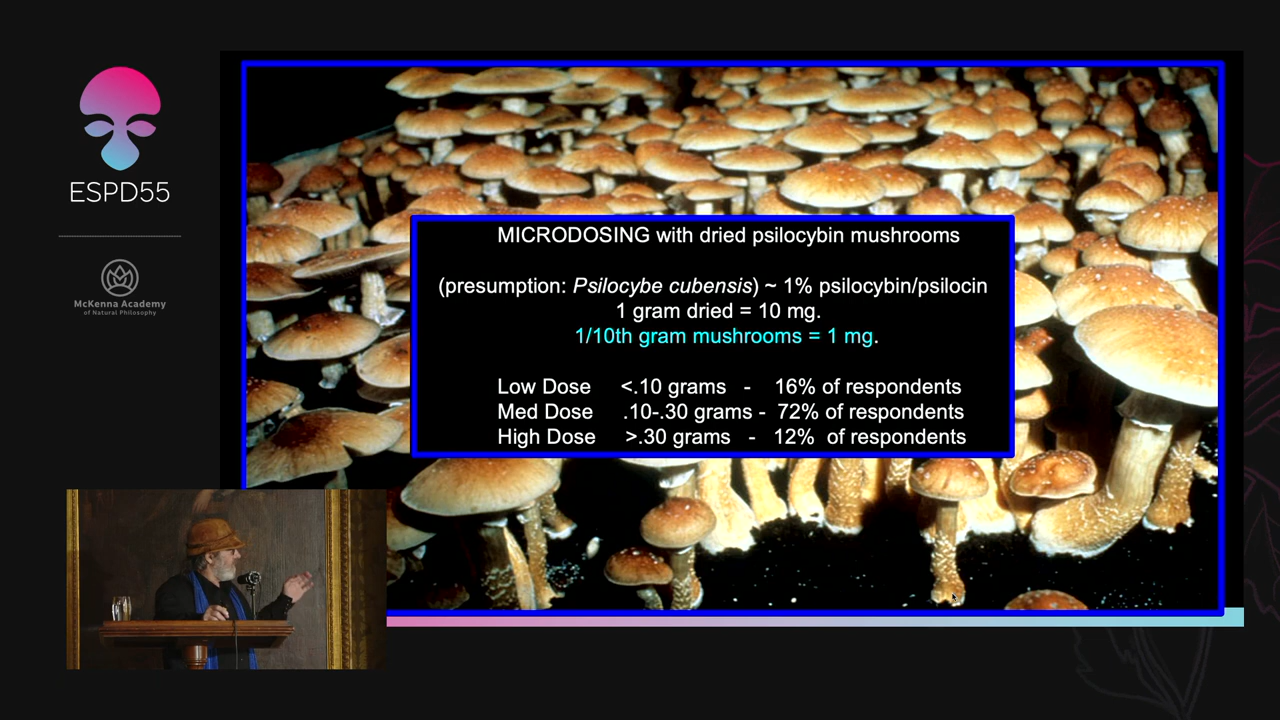 ESPD55
McKenna Academy
of Natural Philosophy
MICRODOSING with dried psilocybin mushrooms
(presumption: Psilocybe cubensis) ~ 1% psilocybin/psilocin
1 gram dried = 10 mg.
1/10th gram mushrooms = 1 mg.
Low Dose <.10 grams - 16% of respondents
Med Dose .10-.30 grams - 72% of respondents
High Dose >.30 grams - 12% of respondents